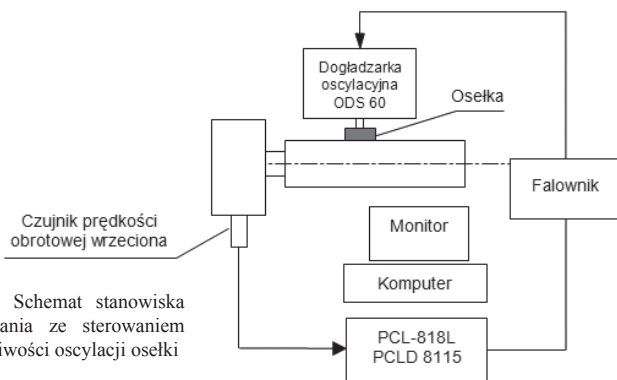 Dogładzarka
oscylacyjna
ODS 60
Osełka
Falownik
Monitor
Czujnik prędkości
obrotowej wrzeciona
Komputer
Schemat stanowiska
ania ze sterowaniem
iwości oscylacji osełki
PCL-818L
PCLD 8115